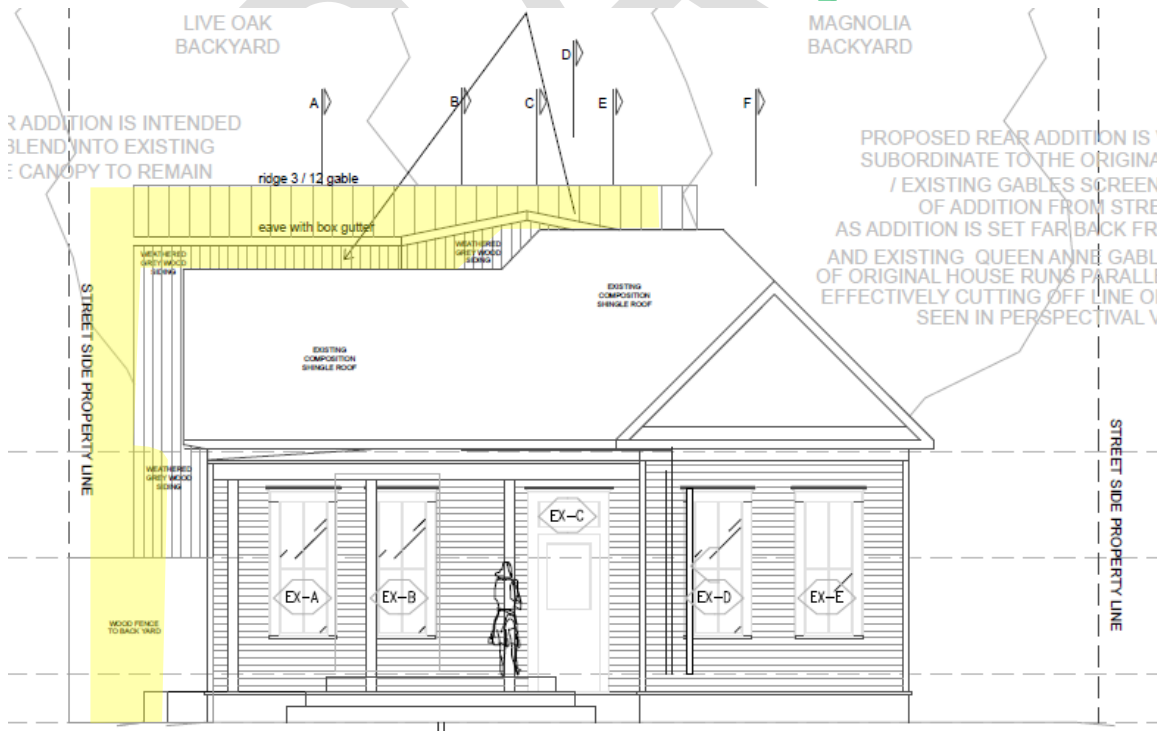 LIVE OAK
BACKYARD
MAGNOLIA
BACKYARD
D
A
B
C
E
F
R ADDITION IS INTENDED
BLEND INTO EXISTING
E CANOPY TO REMAIN
PROPOSED REAR ADDITION IS
SUBORDINATE TO THE ORIGINA
/ EXISTING GABLES SCREEN
OF ADDITION FROM STRE
AS ADDITION IS SET FAR BACK FR
AND EXISTING QUEEN ANNE GABL
OF ORIGINAL HOUSE RUNS PARALLE
EFFECTIVELY CUTTING OFF LINE O
SEEN IN PERSPECTIVAL V
ridge 3 / 12 gable
eave with box gutter
WEATHERED
GREY WOOD
SIDING
WEATHERED
GREY WOOD
SIDING
EXISTING
COMPOSITION
SHINGLE ROOF
EXISTING
COMPOSITION
SHINGLE ROOF
STREET SIDE PROPERTY LINE
WEATHERED
GREY WOOD
SIDING
STREET SIDE PROPERTY LINE
EX-C
EX-A
EX-B
EX-D
EX-E
WOOD FENCE
TO BACK YARD